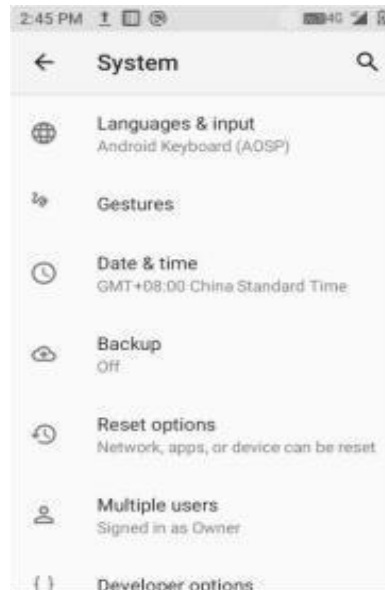 2:45 PM
4G
System
Languages & input
Android Keyboard (AOSP)
Gestures
Date & time
GMT+08:00 China Standard Time
Backup
Off
Reset options
Network, apps, or device can be reset
Multiple users
Signed in as Owner
Developer options